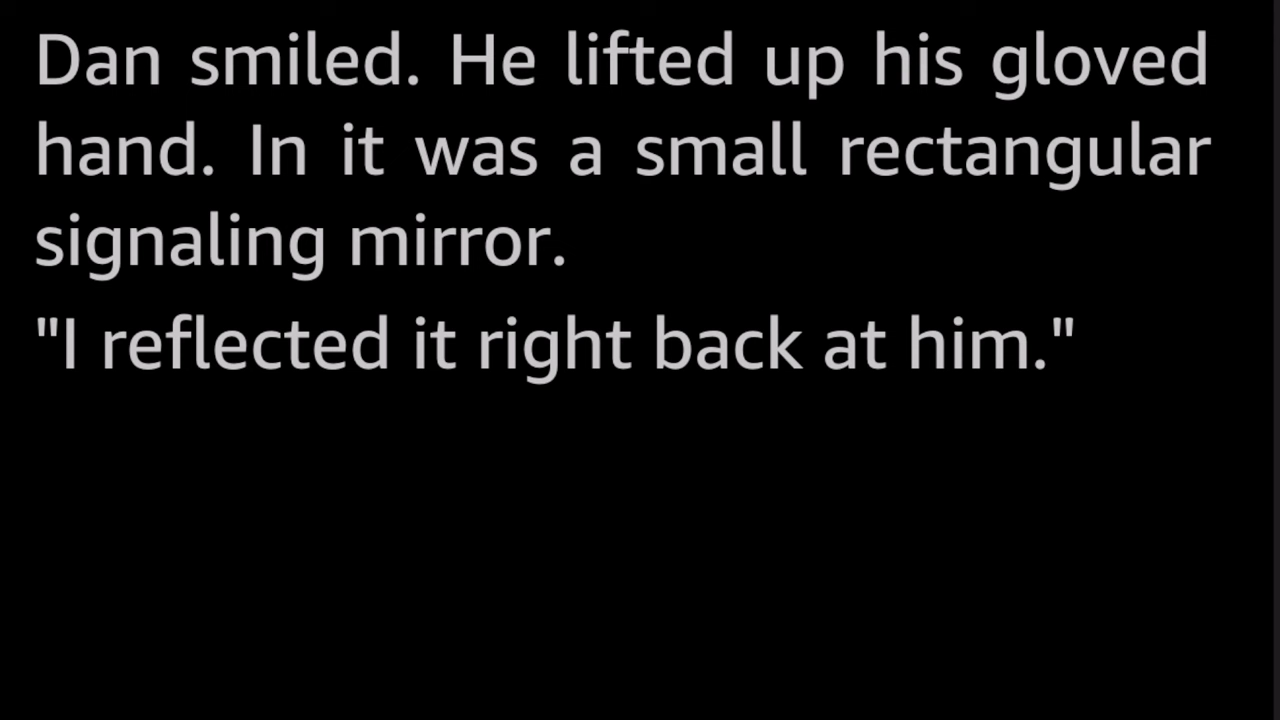 Dan smiled. He lifted up his gloved
hand. In it was a small rectangular
signaling mirror.
"I reflected it right back at him."